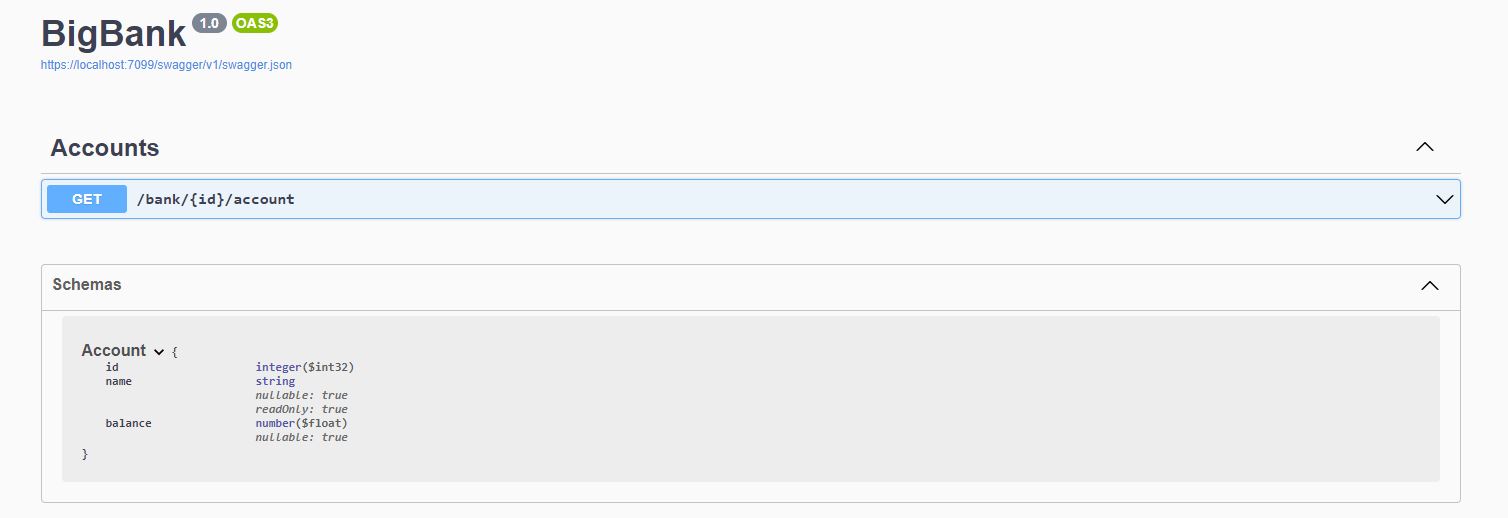 BigBank 1.0 OAS3
https://localhost:7099/swagger/v1/swagger.json
Accounts
GET /bank/{id}/account
Schemas
Account {
id integer($int32)
name string
nullable: true
readOnly: true
balance number($float)
nullable: true
}